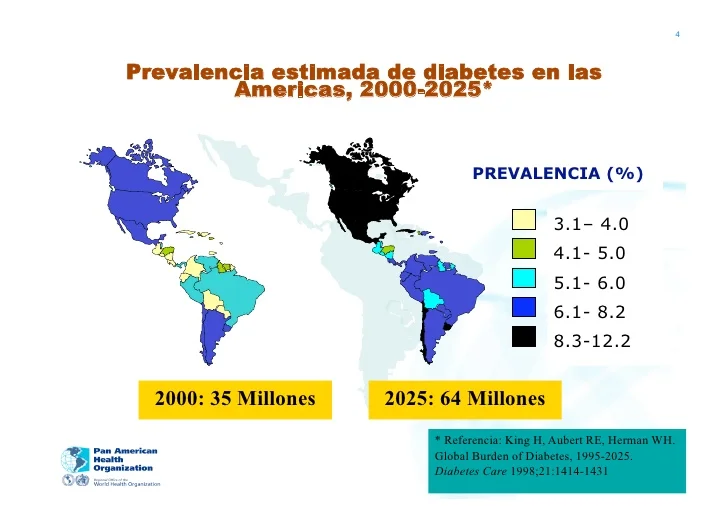 4
Prevalencia estimada de diabetes en las
Americas, 2000-2025*
PREVALENCIA (%)
3.1– 4.0
4.1- 5.0
5.1- 6.0
6.1- 8.2
8.3-12.2
2000: 35 Millones
2025: 64 Millones
* Referencia: King H, Aubert RE, Herman WH.
Global Burden of Diabetes, 1995-2025.
Diabetes Care 1998;21:1414-1431
Pan American
Health
Organization
Regional Office of the
World Health Organization